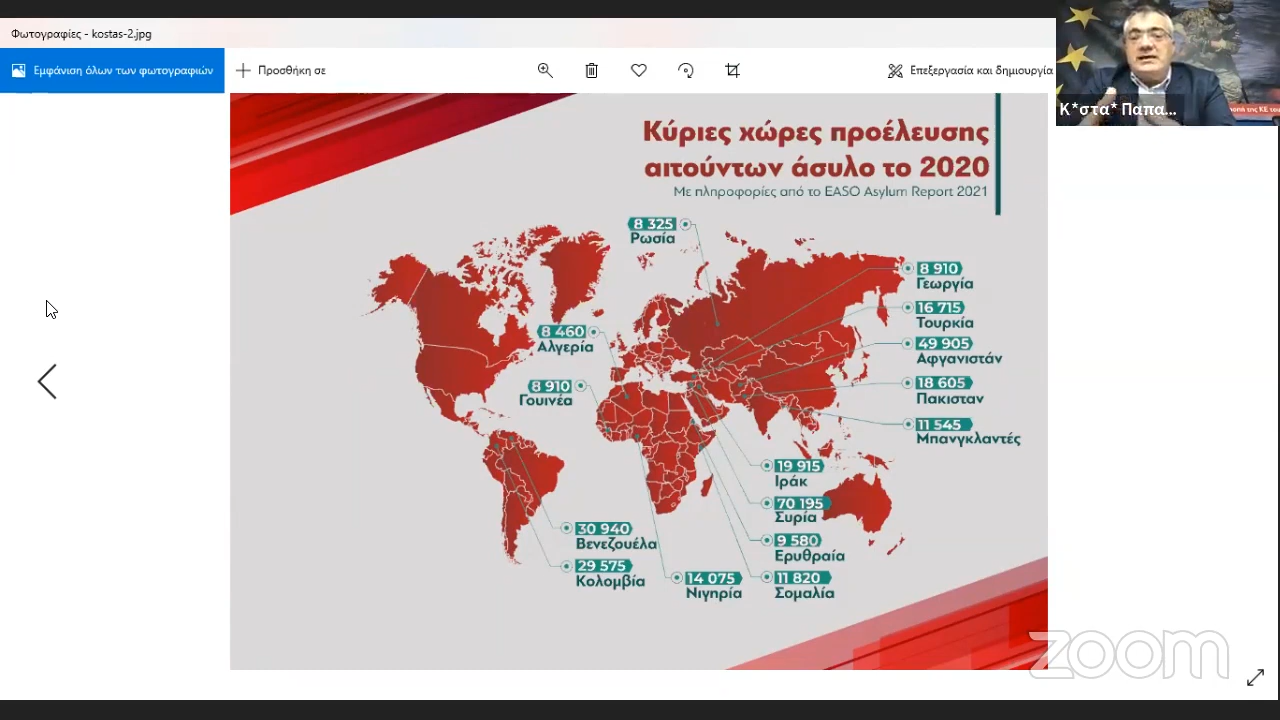 Φωτογραφίες - kostas-2.jpg
Εμφάνιση όλων των φωτογραφιών
Προσθήκη σε
Επεξεργασία και δημιουργία
Κ*στα* Παπα...
Κύριες χώρες προέλευσης
αιτούντων άσυλο το 2020
Με πληροφορίες από το EASO Asylum Report 2021
8 325
Ρωσία
8 910
Γεωργία
16 715
Τουρκία
8 460
Αλγερία
49 905
Αφγανιστάν
8 910
Γουινέα
18 605
Πακισταν
11 545
Μπανγκλαντές
19 915
Ιράκ
70 195
Συρία
30 940
Βενεζουέλα
9 580
Ερυθραία
29 575
Κολομβία
14 075
Νιγηρία
11 820
Σομαλία
zoom